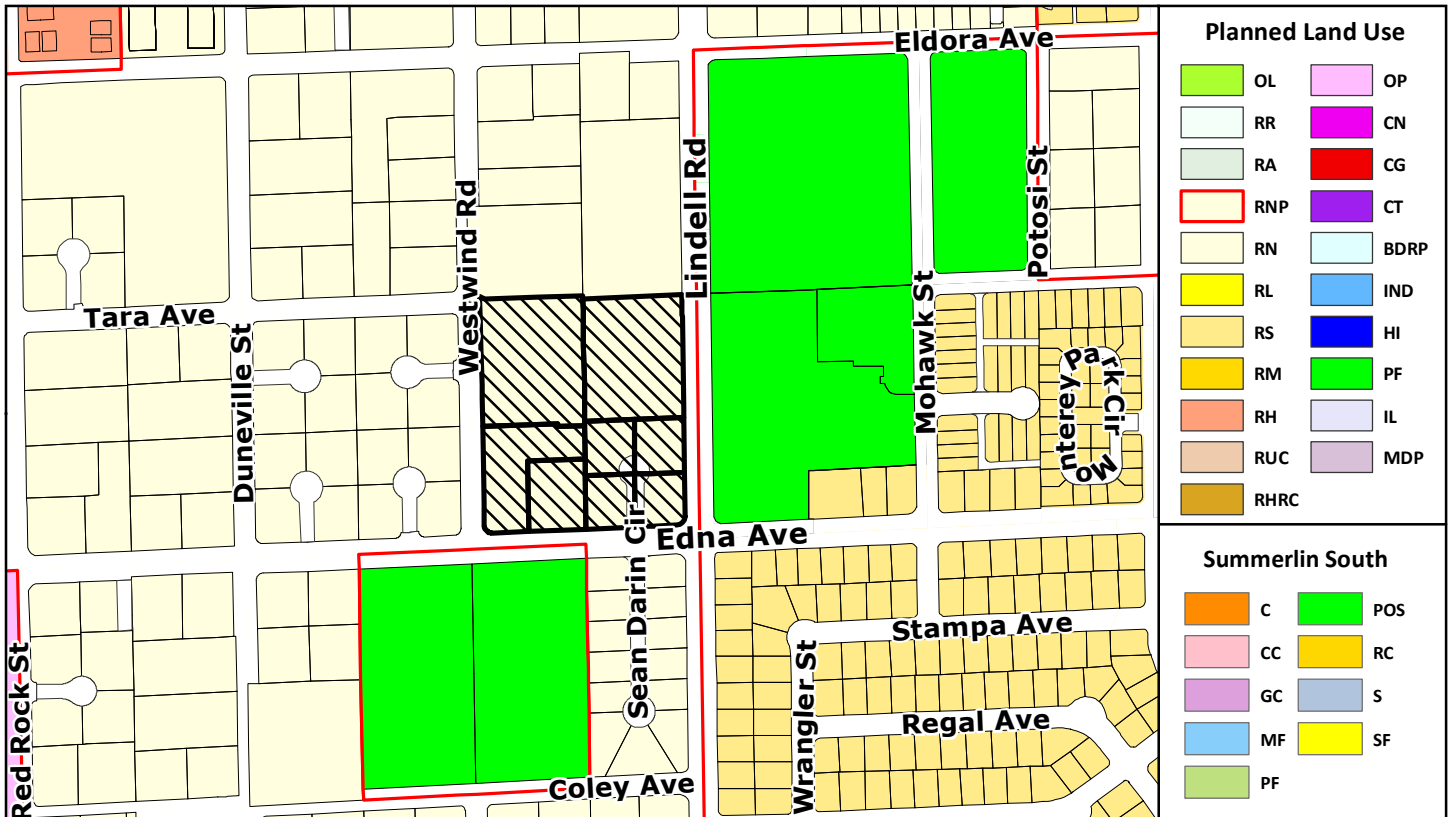 Eldora Ave
Lindell Rd
Potosi St
Westwind Rd
Tara Ave
Duneville St
Mohawk St
Monterey Park Cir
Edna Ave
Sean Darin Cir
Stampa Ave
Wrangler St
Regal Ave
Red Rock St
Coley Ave
Planned Land Use
OL
OP
RR
CN
RA
CG
RNP
CT
RN
BDRP
RL
IND
RS
HI
RM
PF
RH
IL
RUC
MDP
RHRC
Summerlin South
C
POS
CC
RC
GC
S
MF
SF
PF